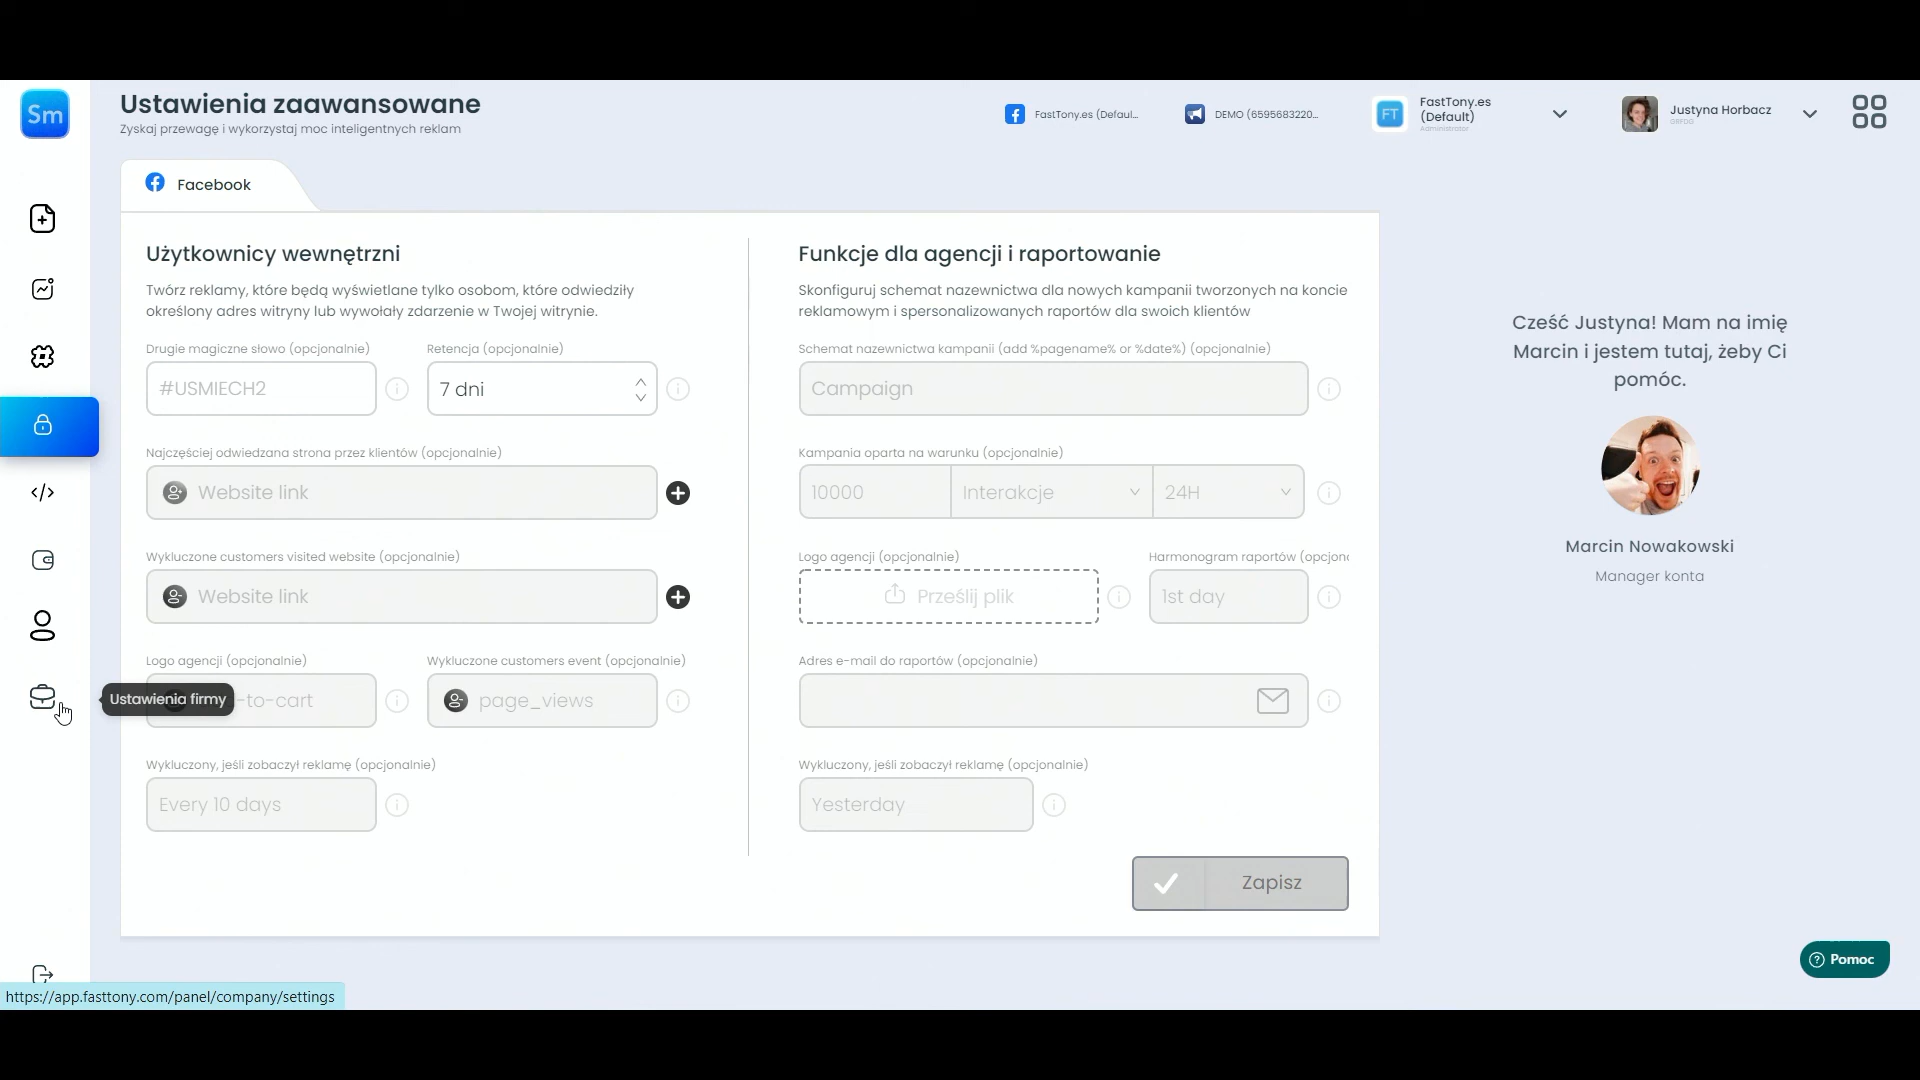 Sm
Ustawienia zaawansowane
Zyskaj przewagę i wykorzystaj moc inteligentnych reklam
FastTony.es (Defaul...
DEMO (6595683220...
FT
FastTony.es
(Default)
Administrator
Justyna Horbacz
Facebook
Użytkownicy wewnętrzni
Twórz reklamy, które będą wyświetlane tylko osobom, które odwiedziły
określony adres witryny lub wywołały zdarzenie w Twojej witrynie.
Drugie magiczne słowo (opcjonalnie)
Retencja (opcjonalnie)
#USMIECH2
7 dni
Najczęściej odwiedzana strona przez klientów (opcjonalnie)
Website link
Wykluczone customers visited website (opcjonalnie)
Website link
Logo agencji (opcjonalnie)
Wykluczone customers event (opcjonalnie)
Ustawienia firmy
-to-cart
page_views
Wykluczony, jeśli zobaczył reklamę (opcjonalnie)
Every 10 days
Funkcje dla agencji i raportowanie
Skonfiguruj schemat nazewnictwa dla nowych kampanii tworzonych na koncie
reklamowym i spersonalizowanych raportów dla swoich klientów
Schemat nazewnictwa kampanii (add %pagename% or %date%) (opcjonalnie)
Campaign
Kampania oparta na warunku (opcjonalnie)
10000
Interakcje
24H
Logo agencji (opcjonalnie)
Harmonogram raportów (opcjon
Prześlij plik
1st day
Adres e-mail do raportów (opcjonalnie)
Wykluczony, jeśli zobaczył reklamę (opcjonalnie)
Yesterday
Zapisz
Cześć Justyna! Mam na imię
Marcin i jestem tutaj, żeby Ci
pomóc.
Marcin Nowakowski
Manager konta
Pomoc
https://app.fasttony.com/panel/company/settings